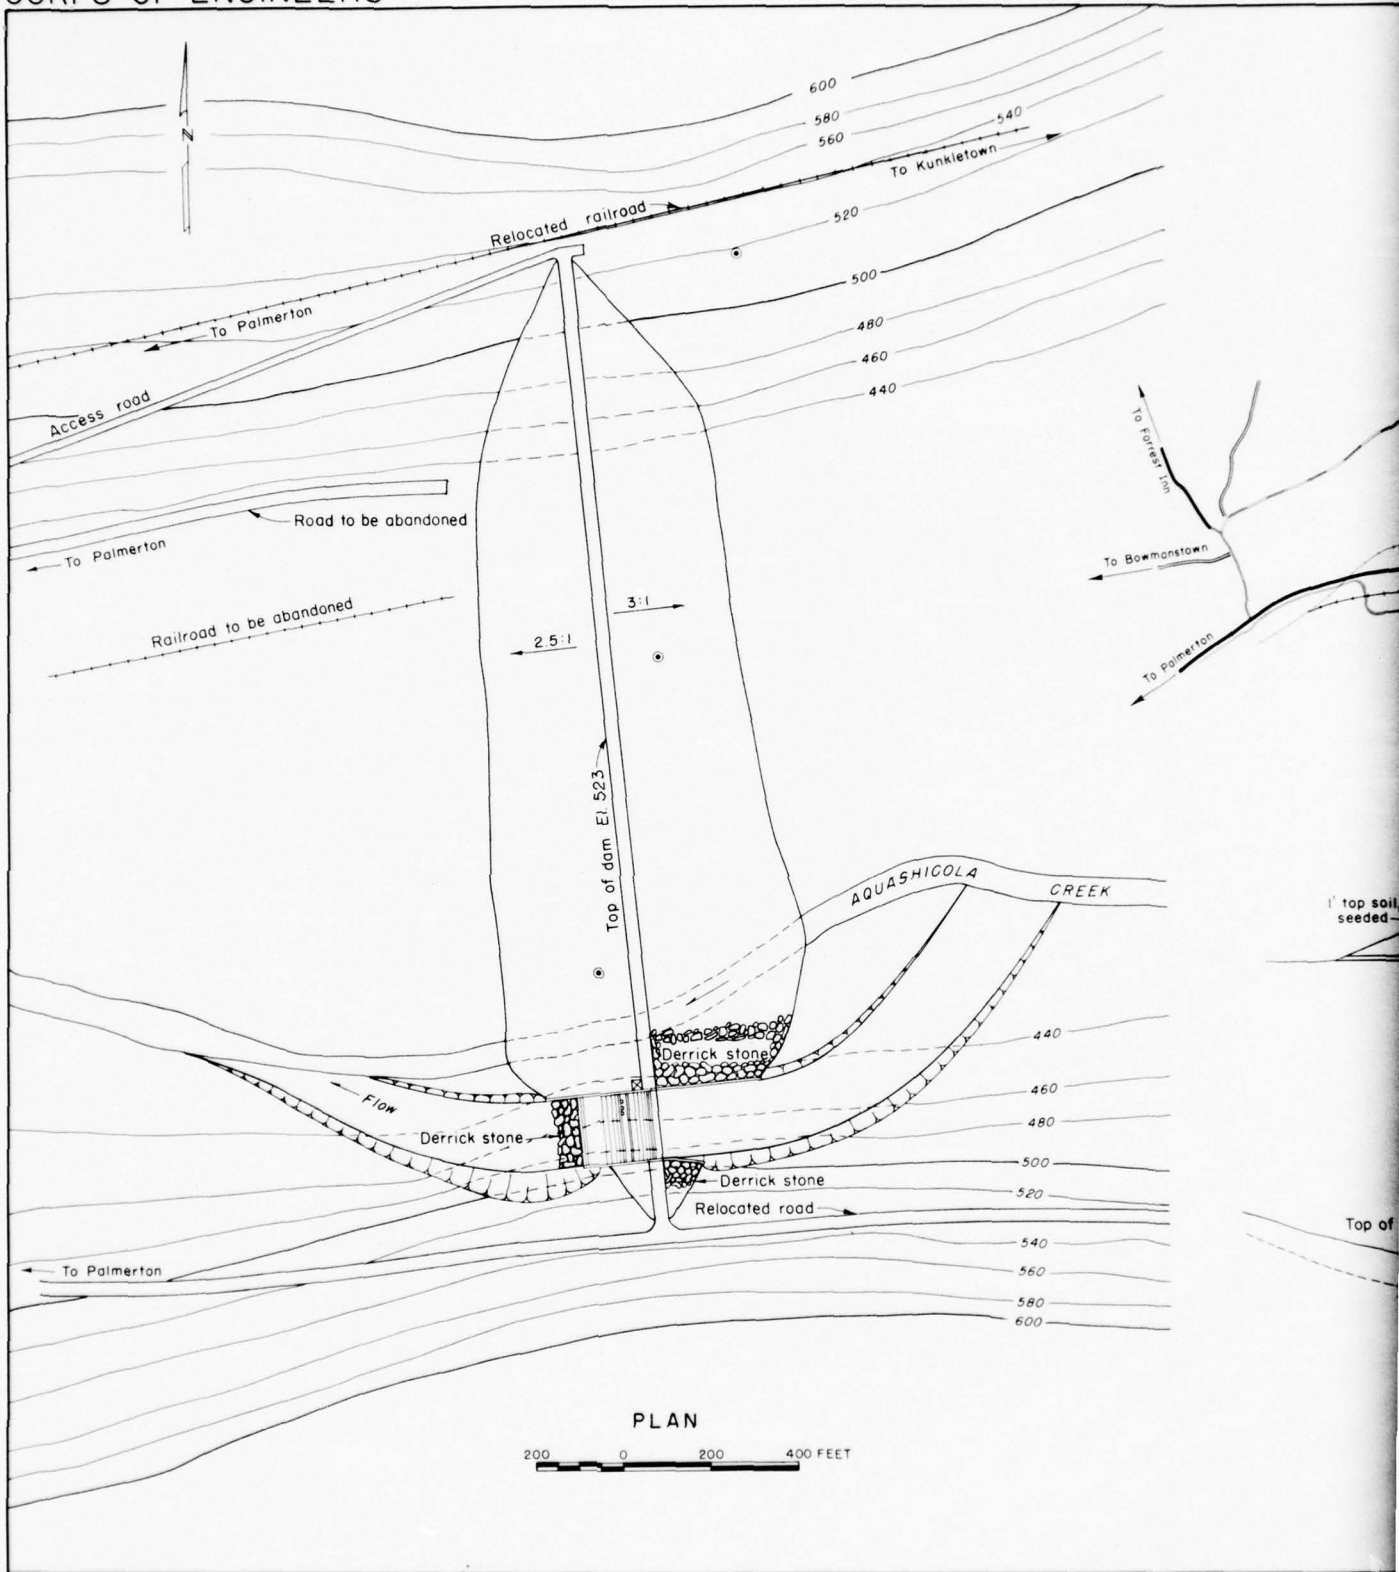 CORPS OF ENGINEERS
N
600
580
560
540
To Kunkletown
520
Relocated railroad
500
To Palmerton
480
460
440
Access road
To Forrest Inn
Road to be abandoned
To Palmerton
To Bowmanstown
Railroad to be abandoned
3:1
2.5:1
To Palmerton
Top of dam El. 523
AQUASHICOLA CREEK
1' top soil,
seeded
440
Derrick stone
460
Flow
480
Derrick stone
500
Derrick stone
520
Relocated road
Top of
540
To Palmerton
560
580
600
PLAN
200 0 200 400 FEET